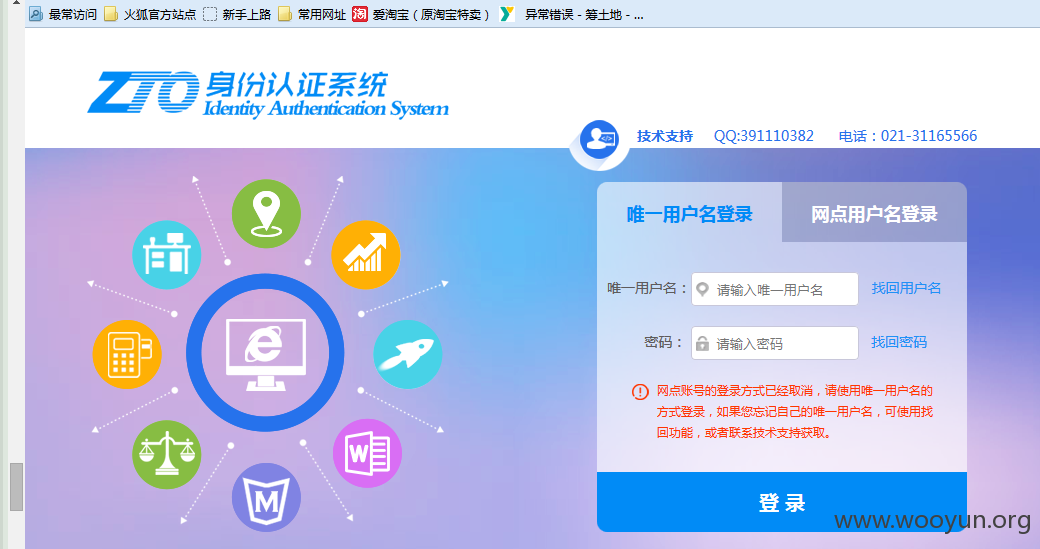 最常访问 火狐官方站点 新手上路 常用网址 淘 爱淘宝（原淘宝特卖） 异常错误 - 筹土地 - ...
ZTO 身份认证系统
Identity Authentication System
技术支持 QQ:391110382 电话：021-31165566
唯一用户名登录 网点用户名登录
唯一用户名： 请输入唯一用户名 找回用户名
密码： 请输入密码 找回密码
网点账号的登录方式已经取消，请使用唯一用户名的
方式登录，如果您忘记自己的唯一用户名，可使用找
回功能，或者联系技术支持获取。
W
M
登 录
www.wooyun.org